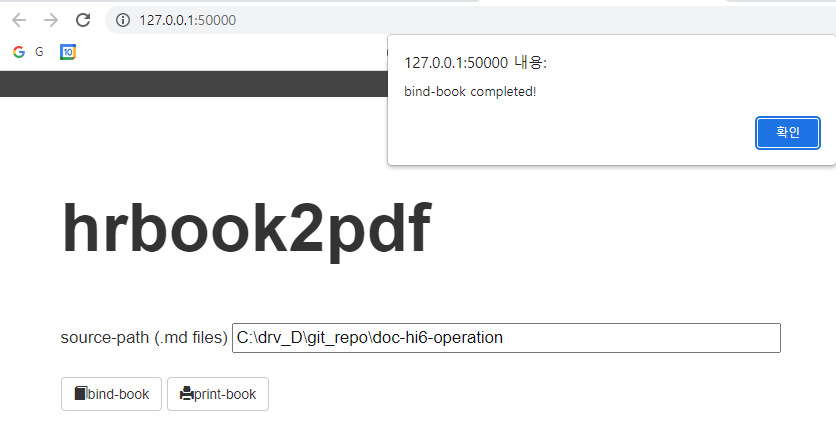 127.0.0.1:50000
G
10
127.0.0.1:50000 내용:
bind-book completed!
확인
hrbook2pdf
source-path (.md files) C:\drv_D\git_repo\doc-hi6-operation
bind-book print-book